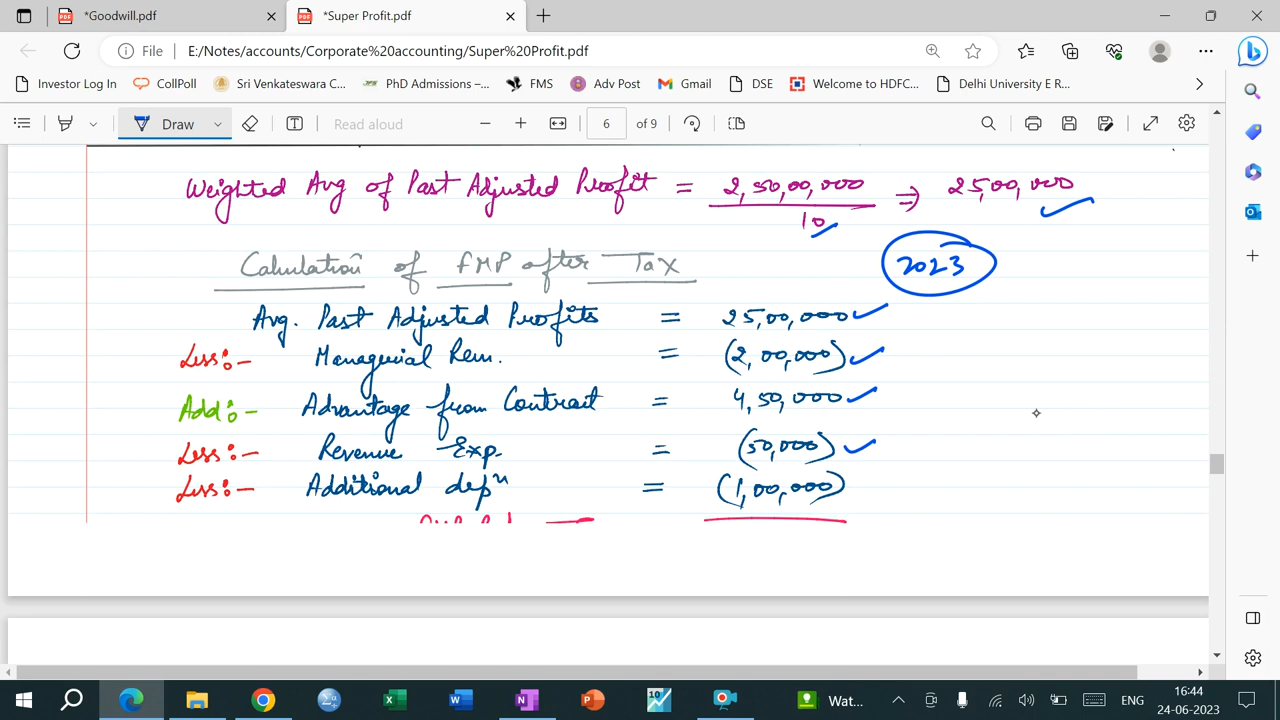 *Goodwill.pdf
*Super Profit.pdf
File E:/Notes/accounts/Corporate%20accounting/Super%20Profit.pdf
Investor Log In CollPoll Sri Venkateswara C... PhD Admissions –... FMS Adv Post Gmail DSE Welcome to HDFC... Delhi University E R...
Draw Read aloud 6 of 9
Weighted Avg of Past Adjusted Profit = 2,50,00,000 / 10 ⇒ 25,00,000
Calculation of FMP after Tax
2023
Avg. Past Adjusted Profits = 25,00,000
Less:- Managerial Rem. = (2,00,000)
Add:- Advantage from Contract = 4,50,000
Less:- Revenue Exp. = (50,000)
Less:- Additional depn = (1,00,000)
Wat... ENG 16:44
24-06-2023